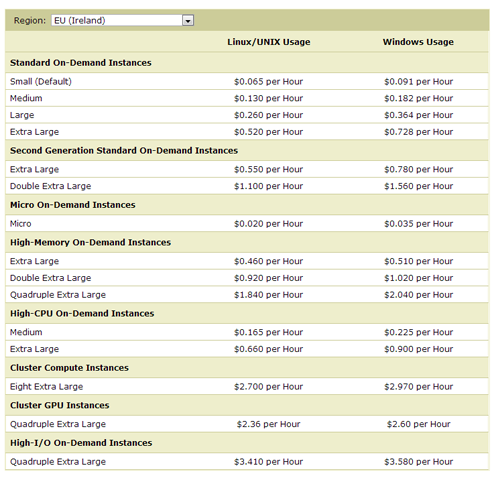 Region: EU (Ireland)
Linux/UNIX Usage Windows Usage
Standard On-Demand Instances
Small (Default) $0.065 per Hour $0.091 per Hour
Medium $0.130 per Hour $0.182 per Hour
Large $0.260 per Hour $0.364 per Hour
Extra Large $0.520 per Hour $0.728 per Hour
Second Generation Standard On-Demand Instances
Extra Large $0.550 per Hour $0.780 per Hour
Double Extra Large $1.100 per Hour $1.560 per Hour
Micro On-Demand Instances
Micro $0.020 per Hour $0.035 per Hour
High-Memory On-Demand Instances
Extra Large $0.460 per Hour $0.510 per Hour
Double Extra Large $0.920 per Hour $1.020 per Hour
Quadruple Extra Large $1.840 per Hour $2.040 per Hour
High-CPU On-Demand Instances
Medium $0.165 per Hour $0.225 per Hour
Extra Large $0.660 per Hour $0.900 per Hour
Cluster Compute Instances
Eight Extra Large $2.700 per Hour $2.970 per Hour
Cluster GPU Instances
Quadruple Extra Large $2.36 per Hour $2.60 per Hour
High-I/O On-Demand Instances
Quadruple Extra Large $3.410 per Hour $3.580 per Hour